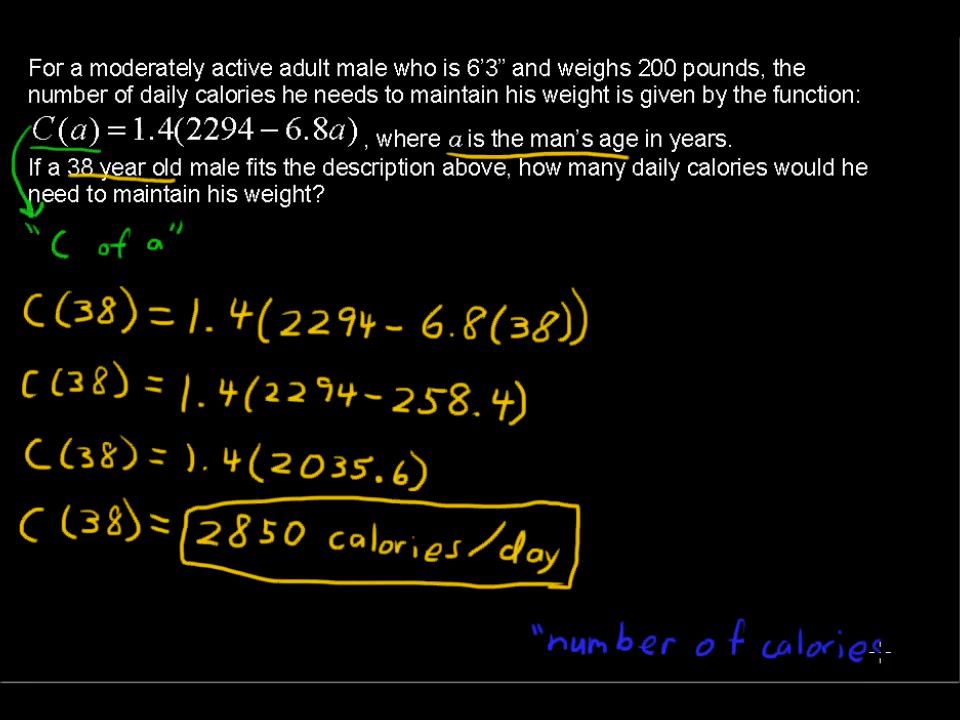 For a moderately active adult male who is 6’3” and weighs 200 pounds, the
number of daily calories he needs to maintain his weight is given by the function:
C(a) = 1.4(2294 − 6.8a) , where a is the man’s age in years.
If a 38 year old male fits the description above, how many daily calories would he
need to maintain his weight?
"C of a"
C(38) = 1.4(2294 - 6.8(38))
C(38) = 1.4(2294 - 258.4)
C(38) = 1.4(2035.6)
C(38) = 2850 calories/day
"number of calories